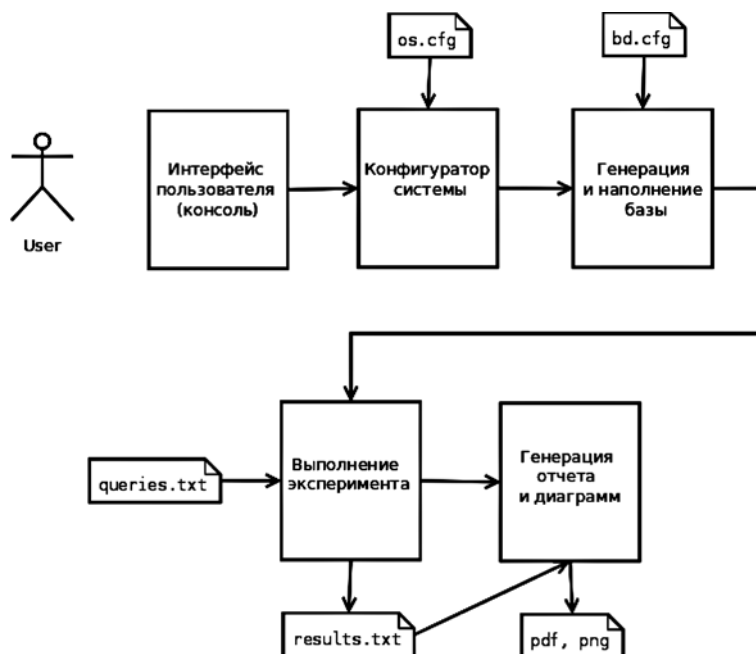 os.cfg
bd.cfg
User
Интерфейс
пользователя
(консоль)
Конфигуратор
системы
Генерация
и наполнение
базы
queries.txt
Выполнение
эксперимента
Генерация
отчета
и диаграмм
results.txt
pdf, png